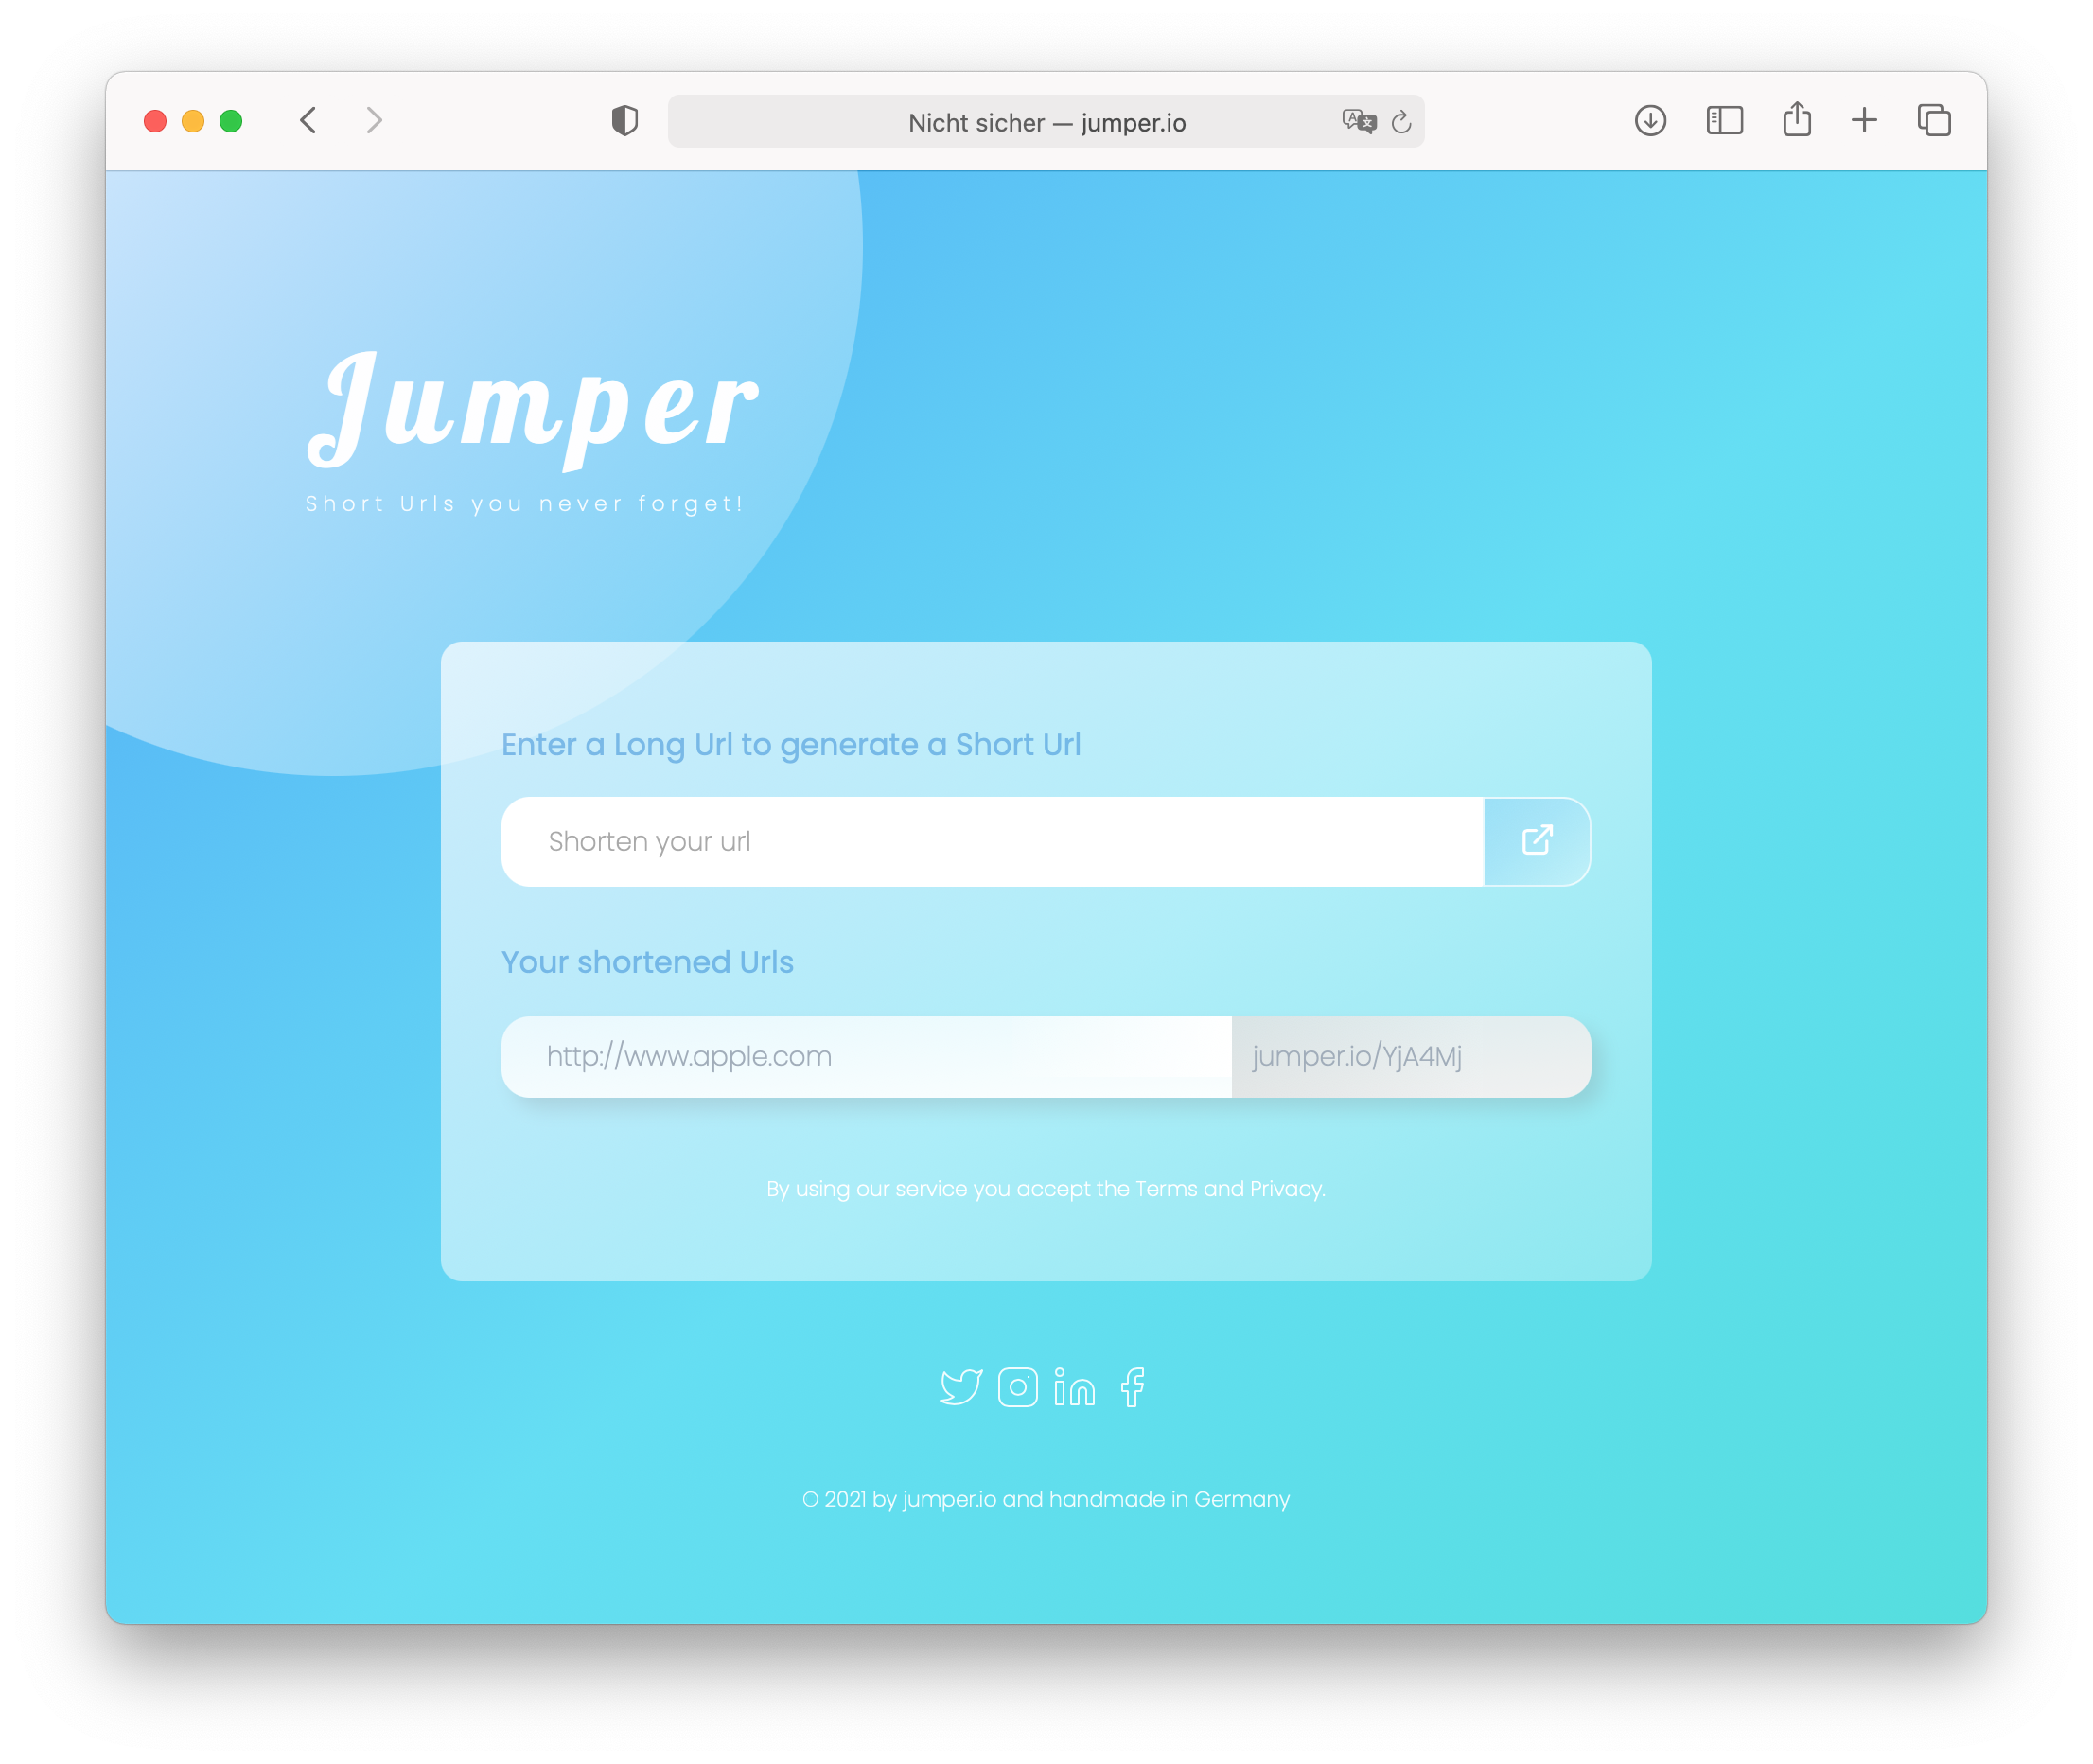 Nicht sicher — jumper.io
Jumper
Short Urls you never forget!
Enter a Long Url to generate a Short Url
Shorten your url
Your shortened Urls
http://www.apple.com jumper.io/YjA4Mj
By using our service you accept the Terms and Privacy.
© 2021 by jumper.io and handmade in Germany